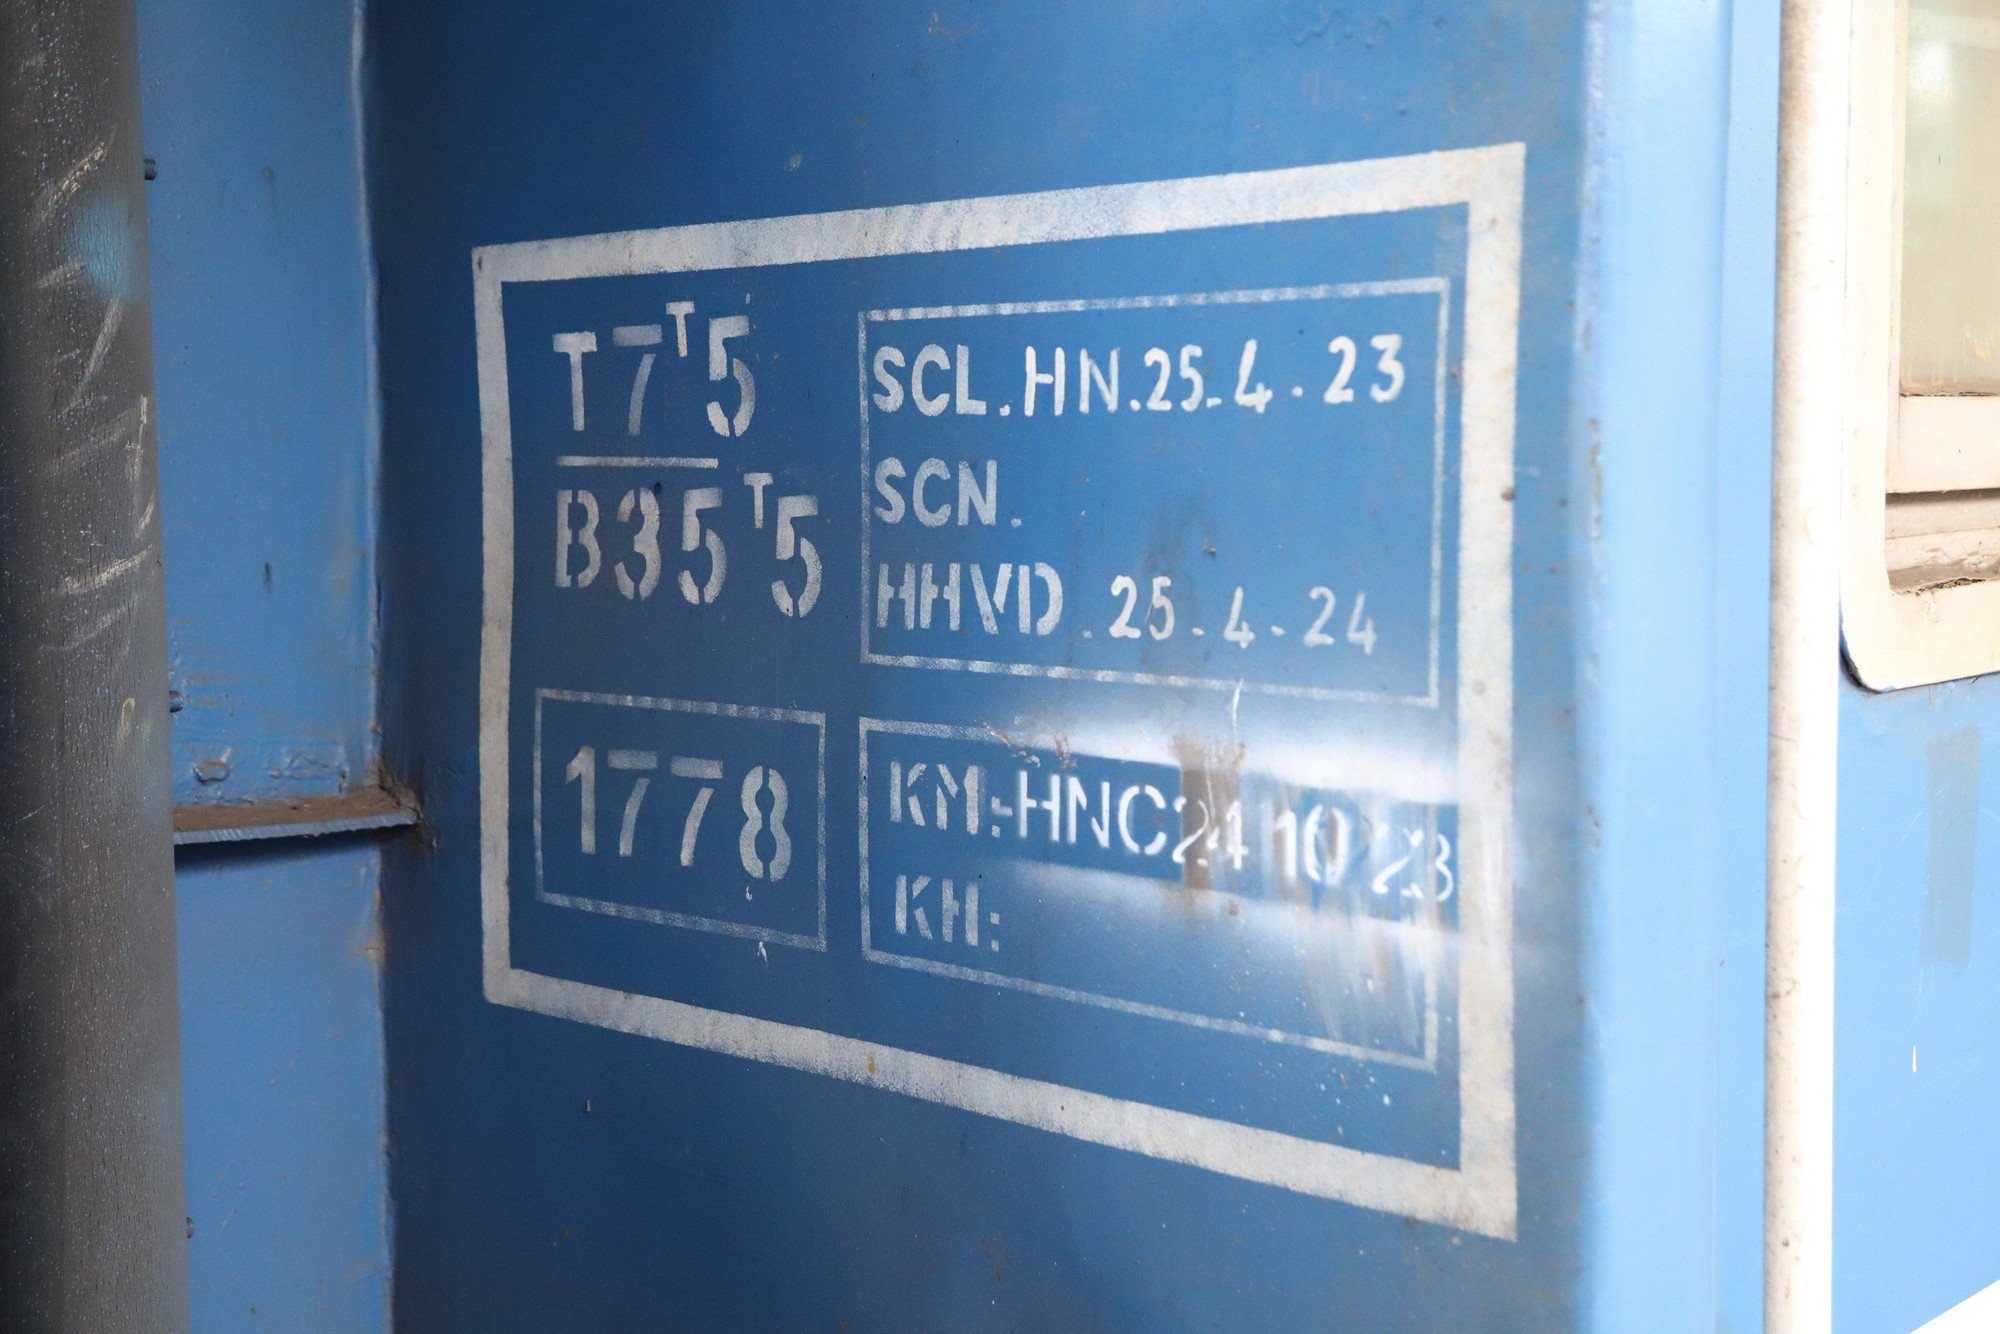 T7ᵀ5
B35ᵀ5
1778
SCL.HN.25.4.23
SCN.
HHVD.25.4.24
KM:HNC24 10 23
KH: